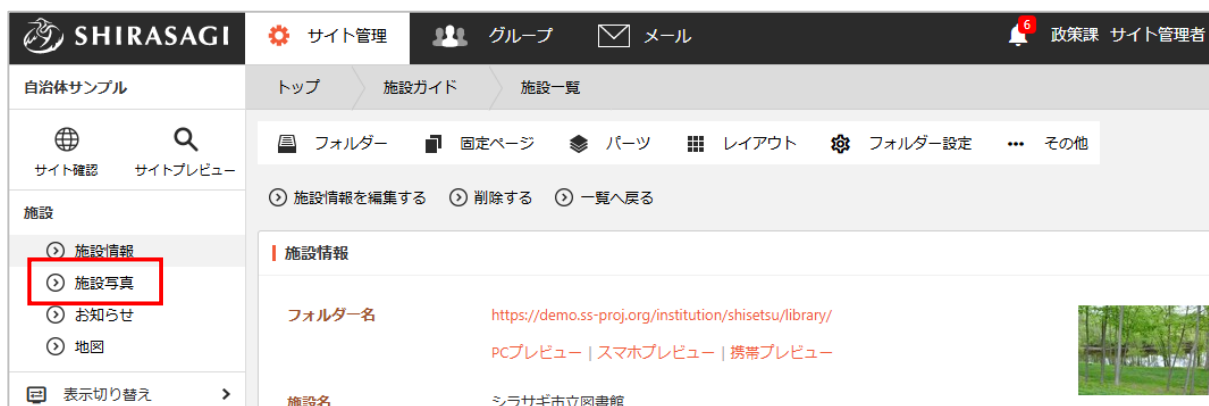 SHIRASAGI サイト管理 グループ メール 6 政策課 サイト管理者
自治体サンプル トップ 施設ガイド 施設一覧
サイト確認 サイトプレビュー
フォルダー 固定ページ パーツ レイアウト フォルダー設定 ••• その他
施設情報を編集する 削除する 一覧へ戻る
施設
施設情報
施設写真
お知らせ
地図
表示切り替え
施設情報
フォルダー名 https://demo.ss-proj.org/institution/shisetsu/library/
PCプレビュー | スマホプレビュー | 携帯プレビュー
施設名 シラサギ市立図書館